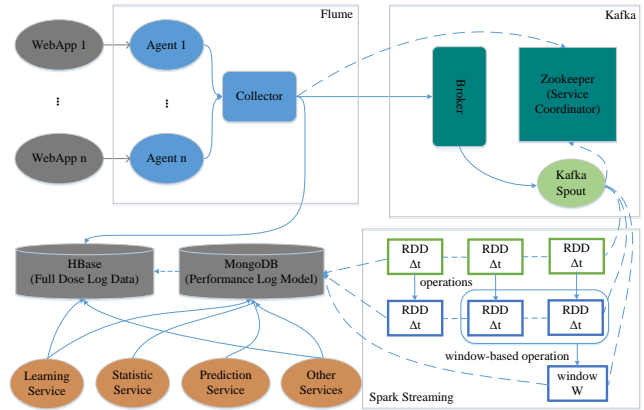 Flume
Kafka
WebApp 1
Agent 1
...
...
WebApp n
Agent n
Collector
Broker
Zookeeper
(Service
Coordinator)
Kafka
Spout
HBase
(Full Dose Log Data)
MongoDB
(Performance Log Model)
RDD
Δt
RDD
Δt
RDD
Δt
operations
RDD
Δt
RDD
Δt
RDD
Δt
window-based operation
window
W
Spark Streaming
Learning
Service
Statistic
Service
Prediction
Service
Other
Services